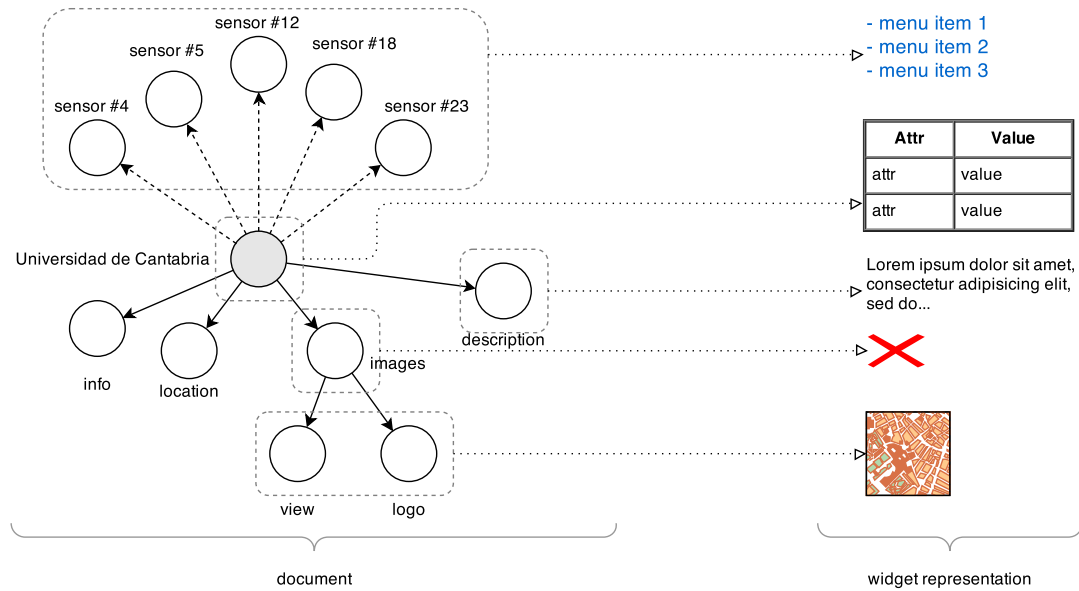 sensor #12
sensor #5
sensor #18
sensor #4
sensor #23
- menu item 1
- menu item 2
- menu item 3
Attr Value
attr value
attr value
Universidad de Cantabria
Lorem ipsum dolor sit amet,
consectetur adipisicing elit,
sed do...
description
images
info
location
view
logo
document
widget representation